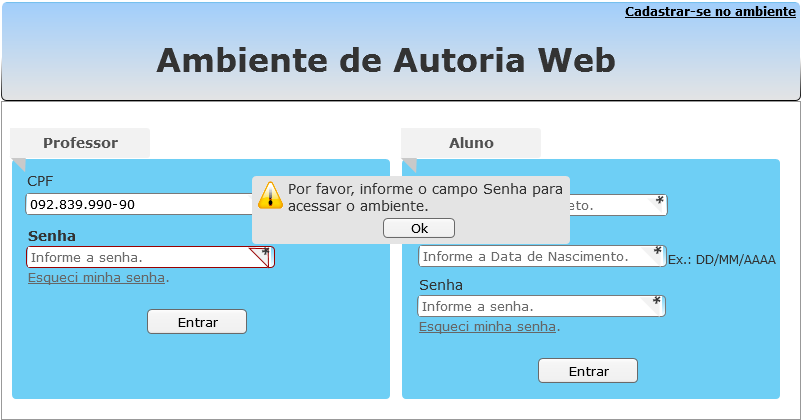 Cadastrar-se no ambiente
Ambiente de Autoria Web
Professor
CPF
092.839.990-90
Senha
Informe a senha.
*
Esqueci minha senha.
Entrar
Por favor, informe o campo Senha para
acessar o ambiente.
Ok
Aluno
eto.
*
Informe a Data de Nascimento.
*
Ex.: DD/MM/AAAA
Senha
Informe a senha.
*
Esqueci minha senha.
Entrar